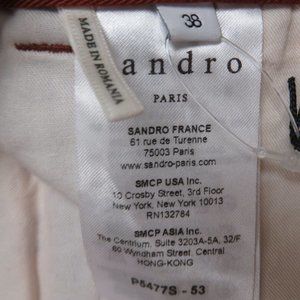 38
MADE IN ROMANIA
andro
PARIS
SANDRO FRANCE
61 rue de Turenne
75003 Paris
www.sandro-paris.com
SMCP USA Inc.
10 Crosby Street, 3rd Floor
New York, New York 10013
RN132784
SMCP ASIA Inc.
The Centrium, Suite 3203A-5A, 32/F
60 Wyndham Street, Central
HONG-KONG
P5477S - 53